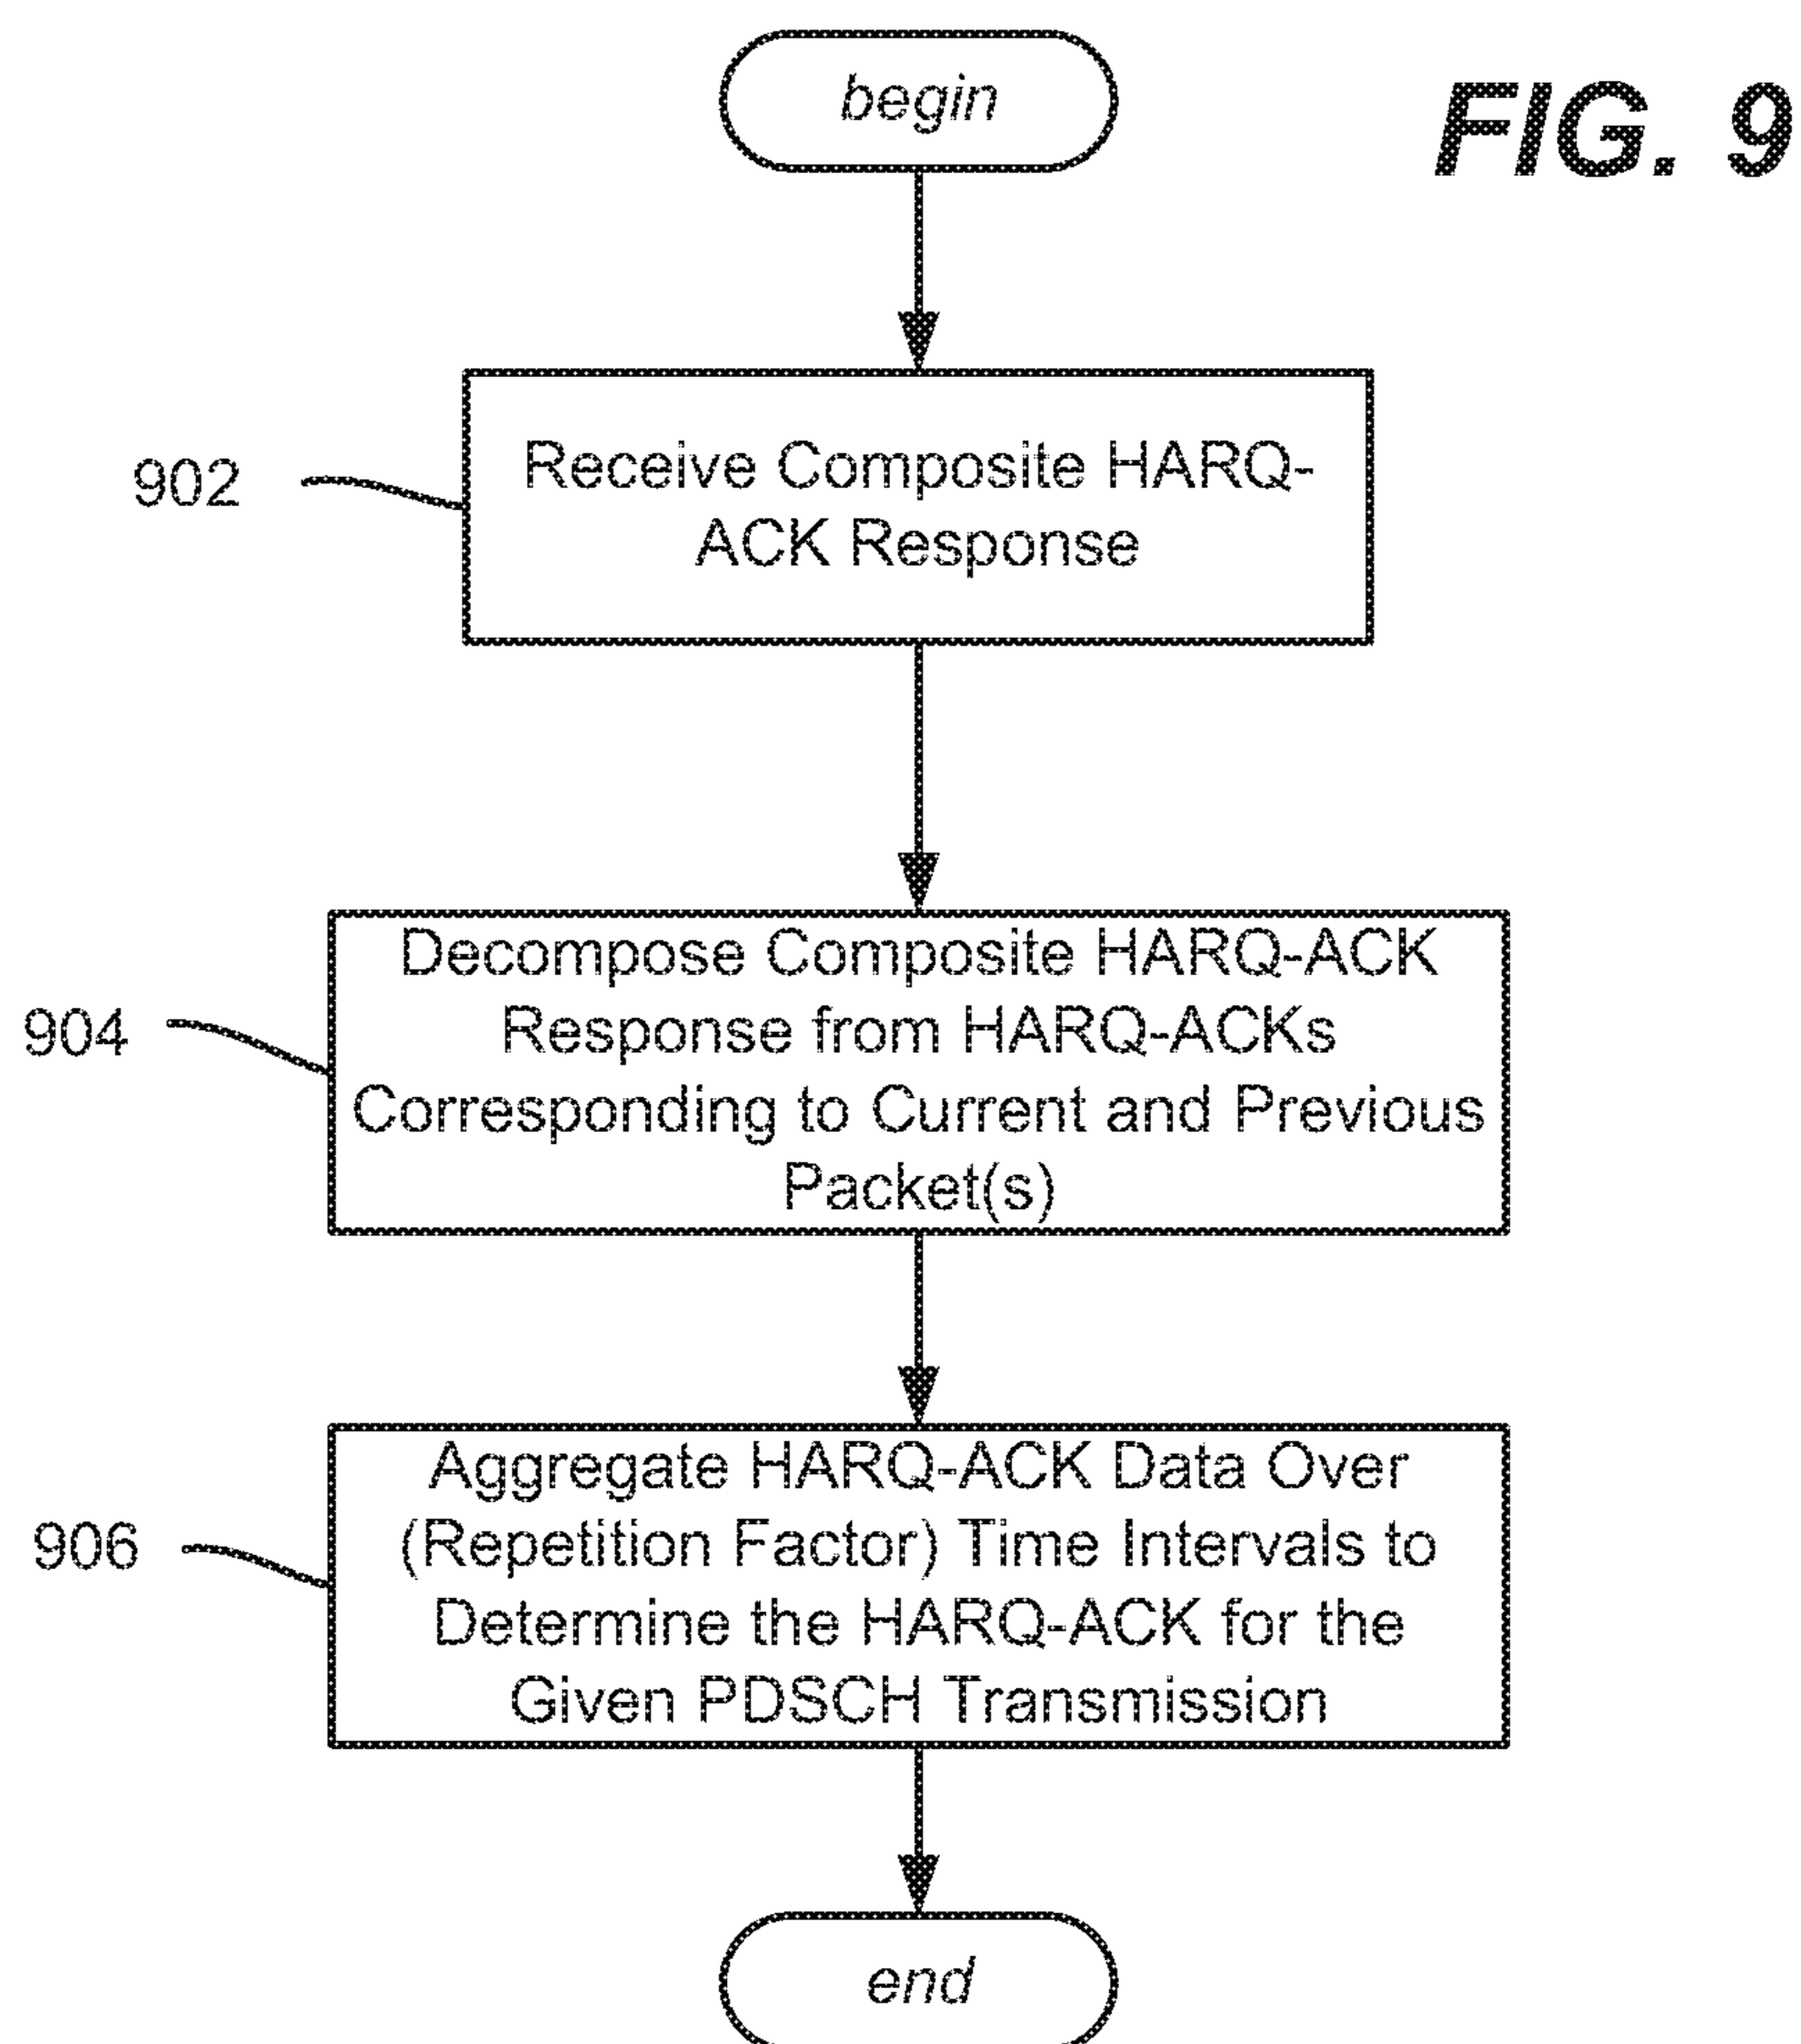 begin
FIG. 9
902
Receive Composite HARQ-
ACK Response
904
Decompose Composite HARQ-ACK
Response from HARQ-ACKs
Corresponding to Current and Previous
Packet(s)
906
Aggregate HARQ-ACK Data Over
(Repetition Factor) Time Intervals to
Determine the HARQ-ACK for the
Given PDSCH Transmission
end